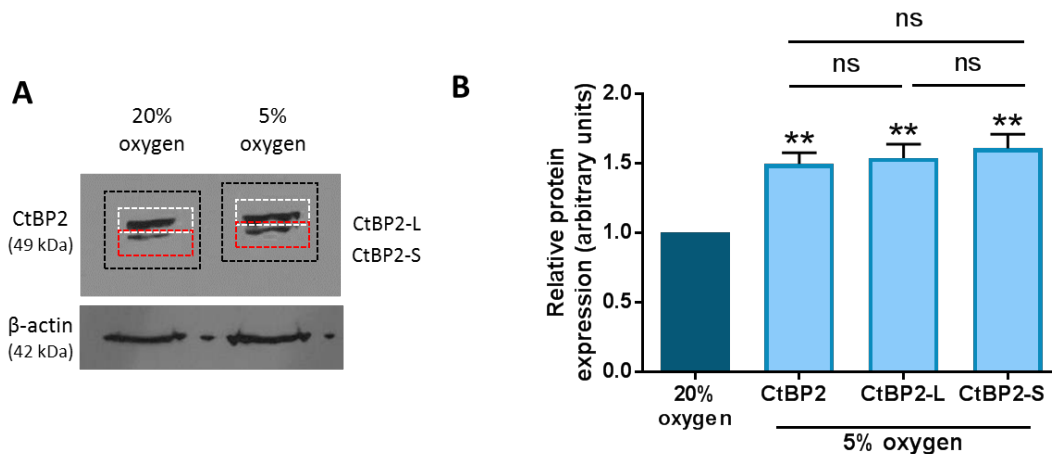 A
20%
oxygen
5%
oxygen
CtBP2
(49 kDa)
CtBP2-L
CtBP2-S
β-actin
(42 kDa)
B
ns
ns
ns
Relative protein
expression (arbitrary units)
2.0
1.5
1.0
0.5
0.0
**
**
**
20%
oxygen
CtBP2
CtBP2-L
CtBP2-S
5% oxygen